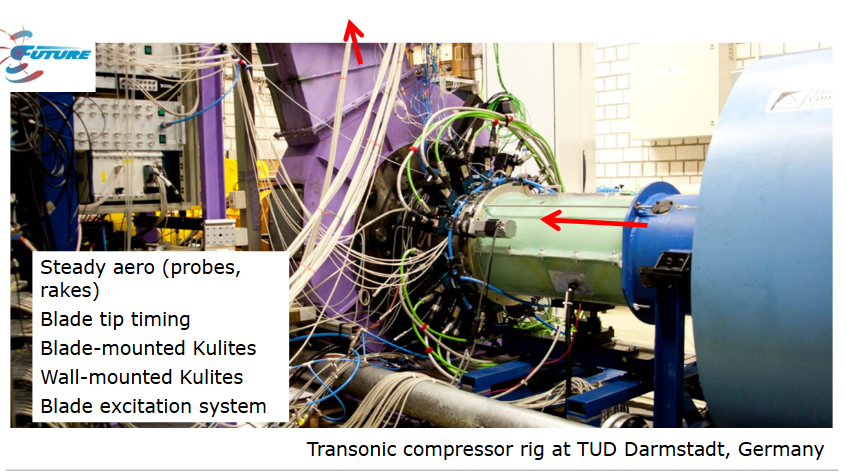 FUTURE
Steady aero (probes,
rakes)
Blade tip timing
Blade-mounted Kulites
Wall-mounted Kulites
Blade excitation system
Transonic compressor rig at TUD Darmstadt, Germany